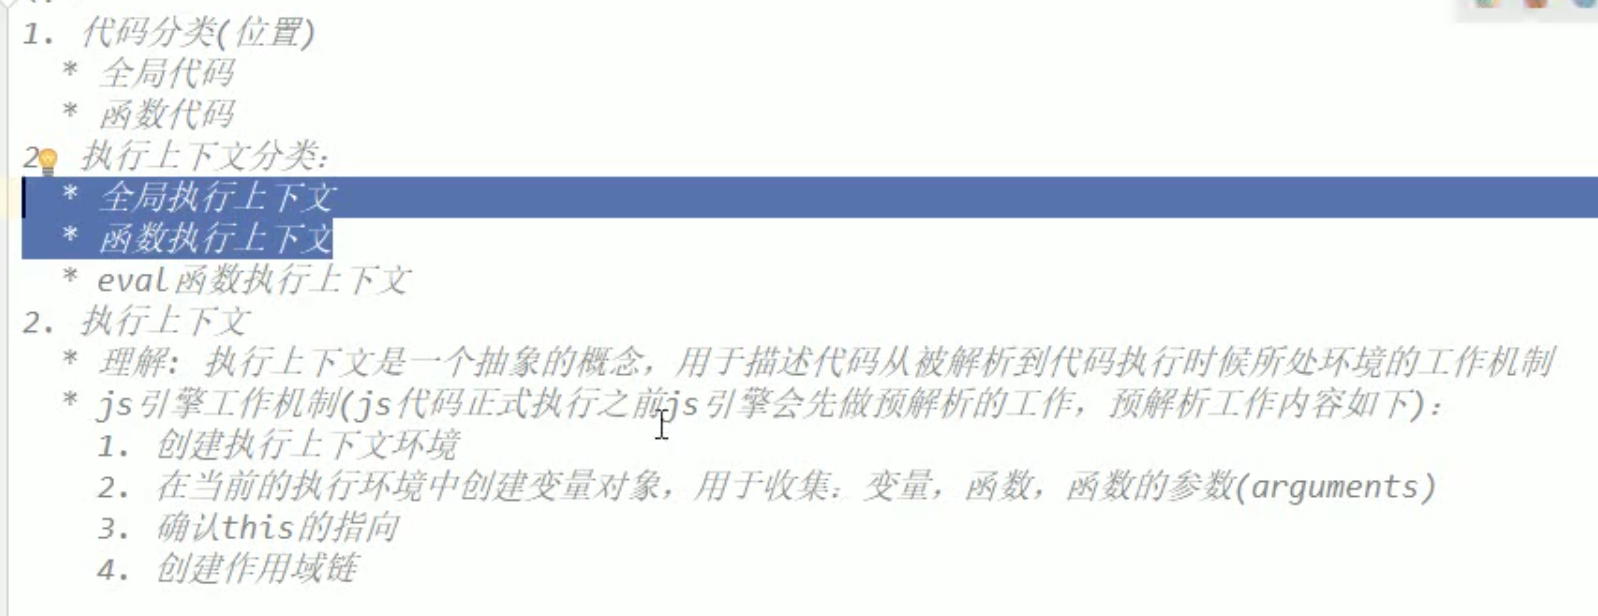 1. 代码分类(位置)
* 全局代码
* 函数代码
2 执行上下文分类:
* 全局执行上下文
* 函数执行上下文
* eval函数执行上下文
2. 执行上下文
* 理解: 执行上下文是一个抽象的概念，用于描述代码从被解析到代码执行时候所处环境的工作机制
* js引擎工作机制(js代码正式执行之前js引擎会先做预解析的工作，预解析工作内容如下):
1. 创建执行上下文环境
2. 在当前的执行环境中创建变量对象，用于收集: 变量，函数，函数的参数(arguments)
3. 确认this的指向
4. 创建作用域链